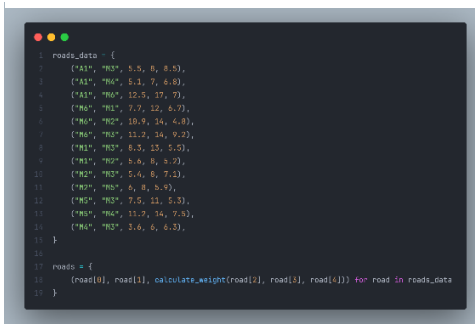 1 roads_data = {
2 ("A1", "M3", 5.5, 8, 8.5),
3 ("A1", "M4", 5.1, 7, 6.8),
4 ("A1", "M6", 12.5, 17, 7),
5 ("M6", "M1", 7.7, 12, 6.7),
6 ("M6", "M2", 10.9, 14, 4.8),
7 ("M6", "M3", 11.2, 14, 9.2),
8 ("M1", "M3", 8.3, 13, 5.5),
9 ("M1", "M2", 5.6, 8, 5.2),
10 ("M2", "M3", 5.4, 8, 7.1),
11 ("M2", "M5", 6, 8, 5.9),
12 ("M5", "M3", 7.5, 11, 5.3),
13 ("M5", "M4", 11.2, 14, 7.5),
14 ("M4", "M3", 3.6, 6, 6.3),
15 }
16
17 roads = {
18 (road[0], road[1], calculate_weight(road[2], road[3], road[4])) for road in roads_data
19 }